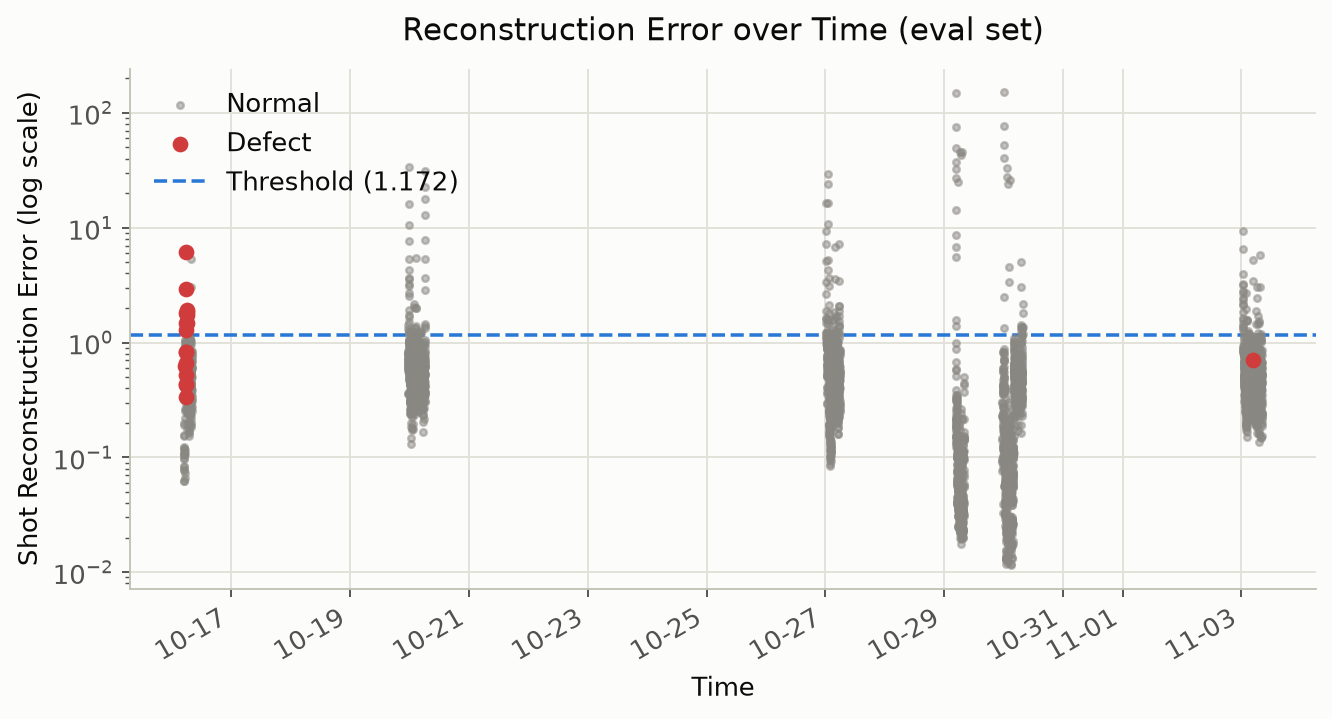 Reconstruction Error over Time (eval set)
Shot Reconstruction Error (log scale)
10²
10¹
10⁰
10⁻¹
10⁻²
Normal
Defect
Threshold (1.172)
10-17
10-19
10-21
10-23
10-25
10-27
10-29
10-31
11-01
11-03
Time